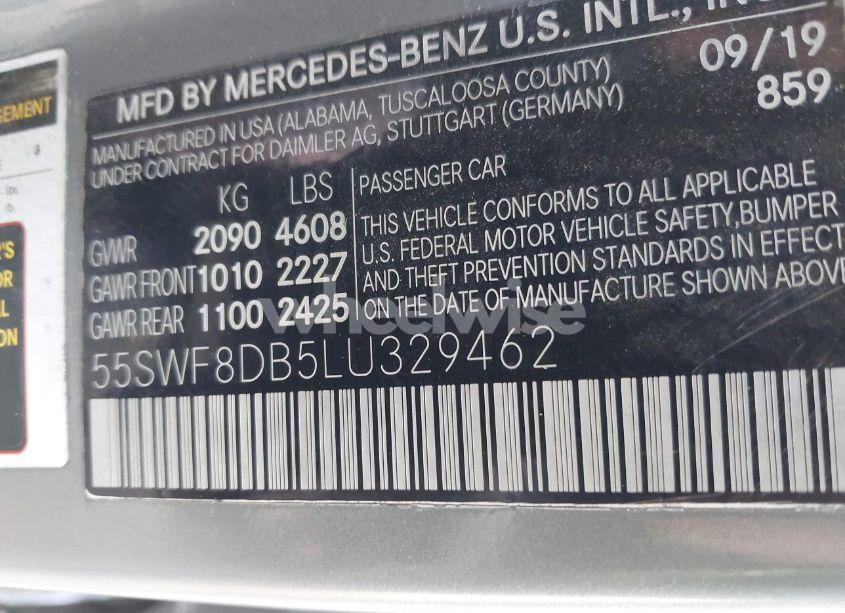 MFD BY MERCEDES-BENZ U.S. INTL.,
09/19
859
MANUFACTURED IN USA (ALABAMA, TUSCALOOSA COUNTY)
UNDER CONTRACT FOR DAIMLER AG, STUTTGART (GERMANY)
KG LBS
GVWR 2090 4608
GAWR FRONT 1010 2227
GAWR REAR 1100 2425
PASSENGER CAR
THIS VEHICLE CONFORMS TO ALL APPLICABLE
U.S. FEDERAL MOTOR VEHICLE SAFETY,BUMPER
AND THEFT PREVENTION STANDARDS IN EFFECT
ON THE DATE OF MANUFACTURE SHOWN ABOVE
wheelwise
55SWF8DB5LU329462
8
lbs
lb.